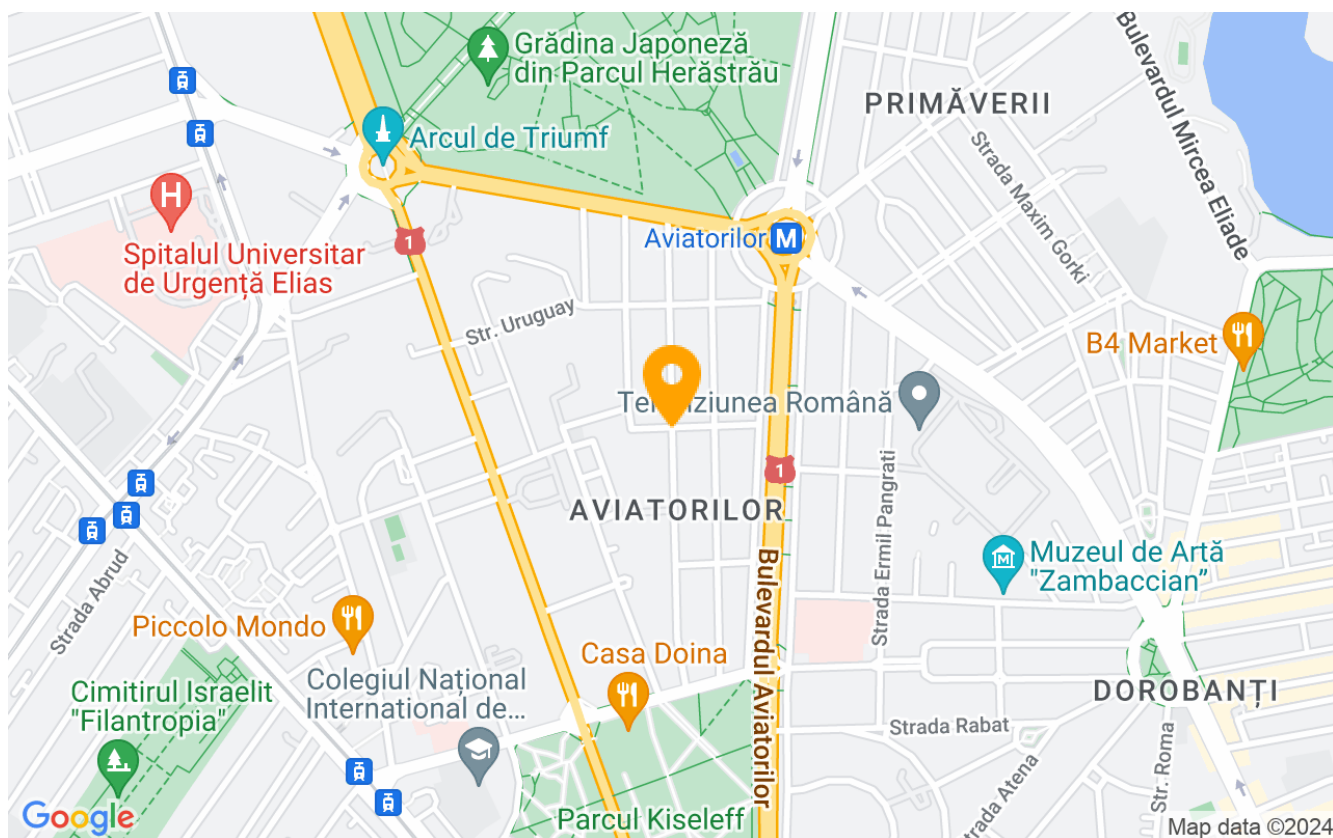 Grădina Japoneză
din Parcul Herăstrău
PRIMĂVERII
Bulevardul Mircea Eliade
Arcul de Triumf
Strada Maxim Gorki
H
Spitalul Universitar
de Urgență Elias
1
Aviatorilor
M
Str. Uruguay
B4 Market
Televiziunea Română
1
AVIATORILOR
Strada Ermil Pangrati
Muzeul de Artă
"Zambaccian”
Strada Abrud
Bulevardul Aviatorilor
Piccolo Mondo
Casa Doina
Colegiul Național
International de...
Cimitirul Israelit
"Filantropia"
DOROBANȚI
Strada Rabat
Strada Atena
Str. Roma
Parcul Kiseleff
Google
Map data ©2024